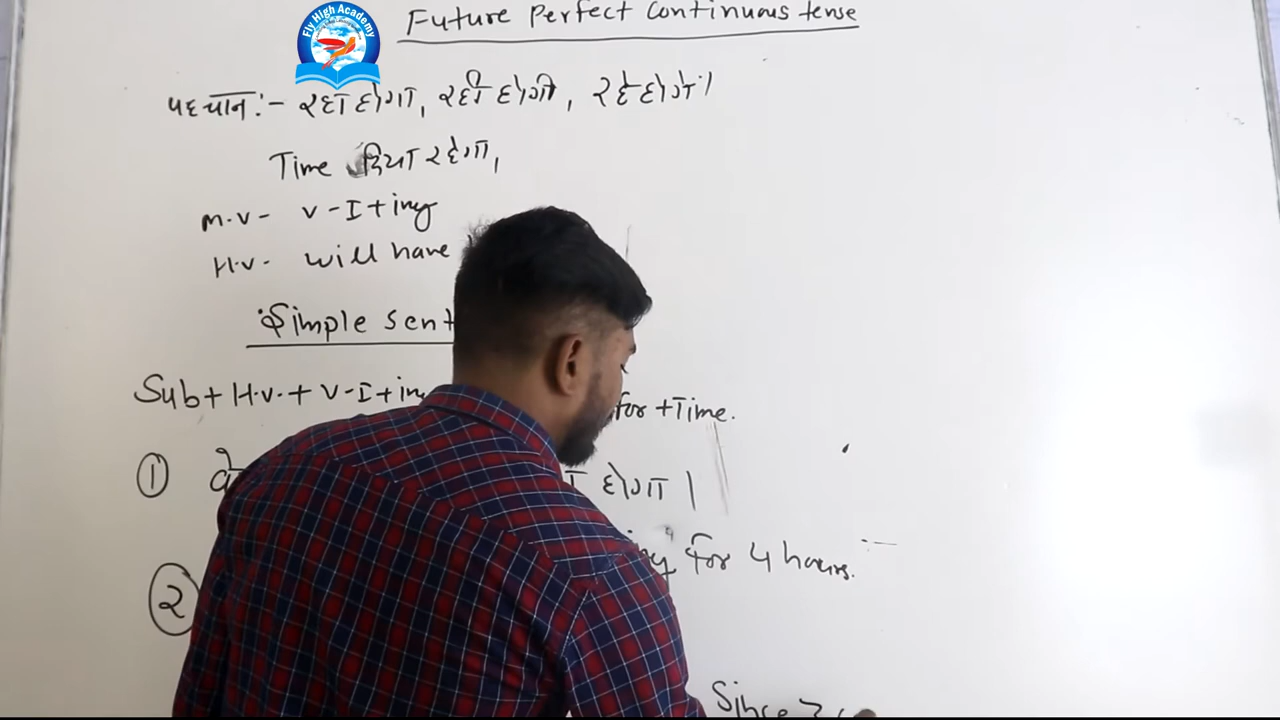 Fly High Academy
Future Perfect Continuous tense
पहचान:- रहा होगा, रही होगी, रहे होंगे।
Time दिया रहेगा,
M.V- V-I+ing
H.V- will have
Simple sent
Sub+ H.V.+ V-I+in for +Time.
① होगा |
for 4 hours.
②
Since